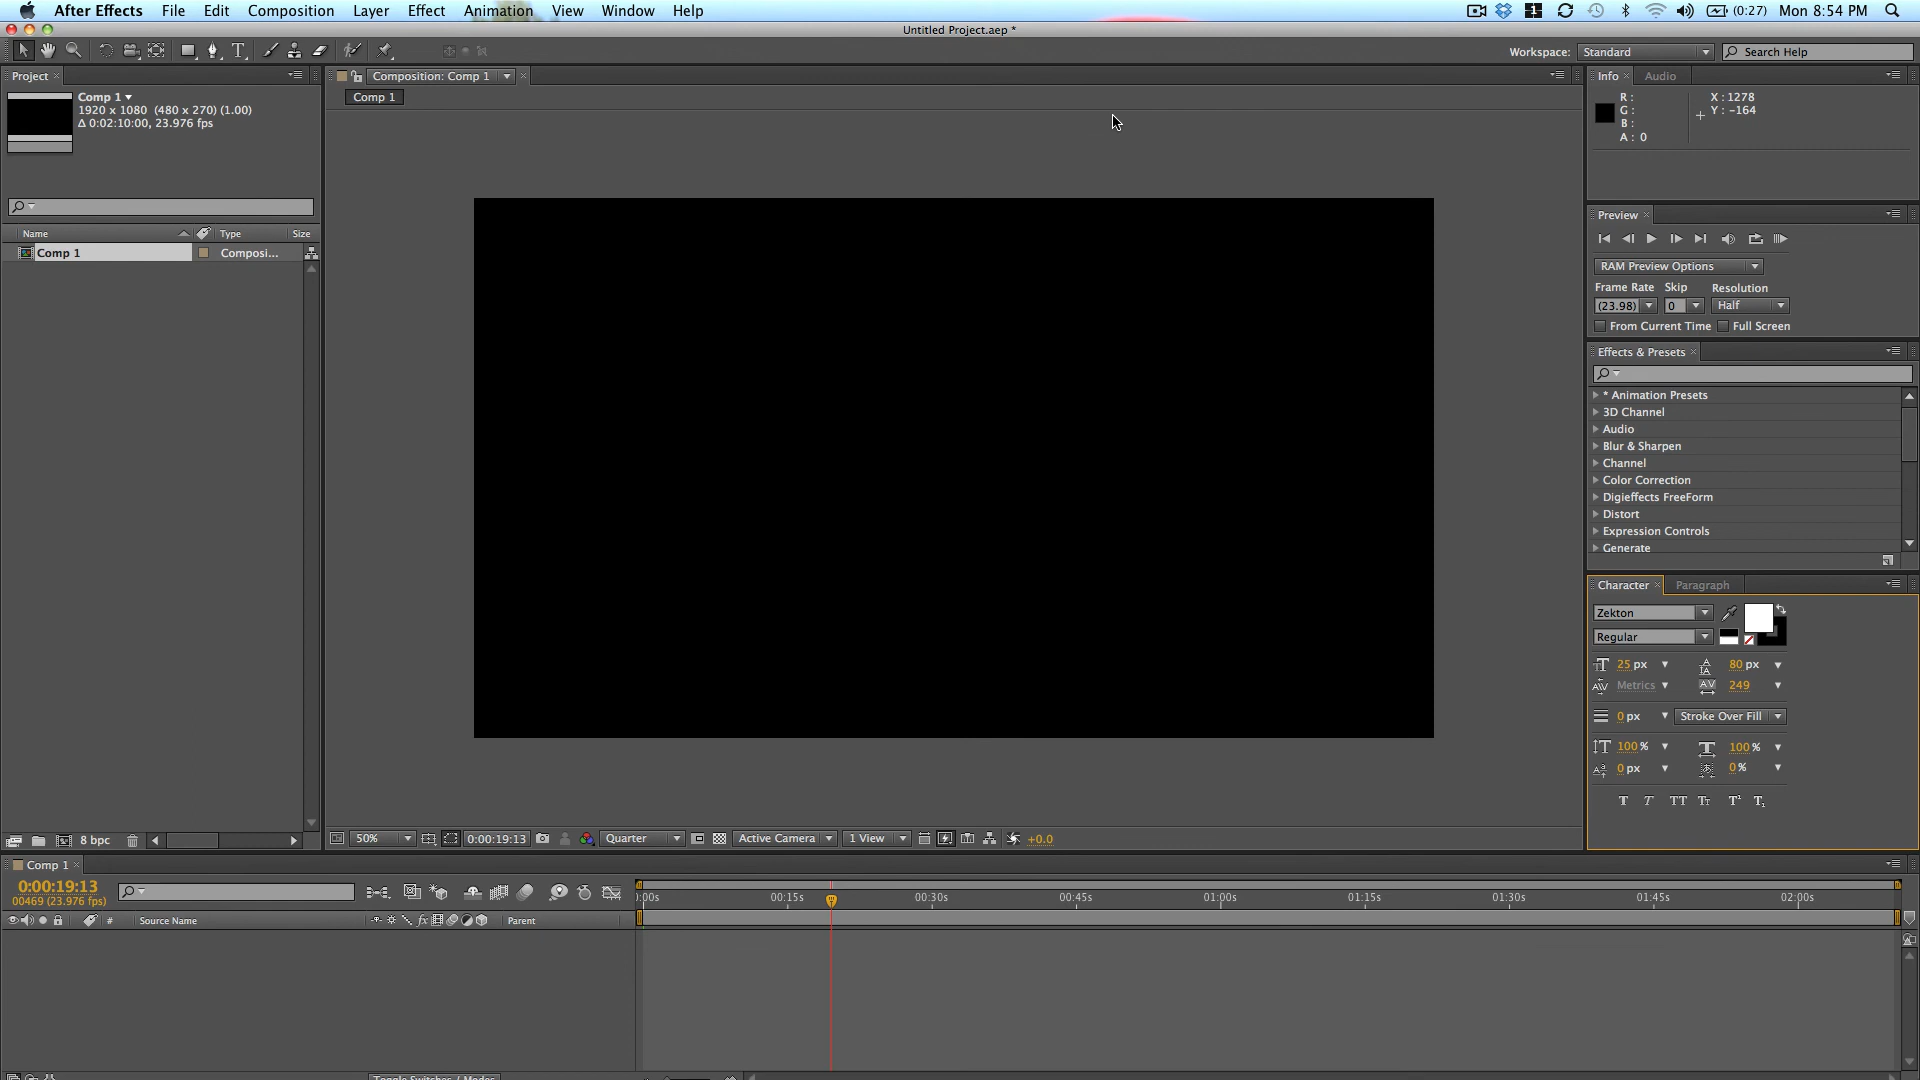 After Effects File Edit Composition Layer Effect Animation View Window Help
(0:27) Mon 8:54 PM
Untitled Project.aep *
Workspace: Standard Search Help
Project
Comp 1
1920 x 1080 (480 x 270) (1.00)
Δ 0:02:10:00, 23.976 fps
Name Type Size
Comp 1 Composi...
8 bpc
Composition: Comp 1
Comp 1
50% 0:00:19:13 Quarter Active Camera 1 View +0.0
Info Audio
R :
G :
B :
A : 0
X : 1278
Y : -164
Preview
RAM Preview Options
Frame Rate Skip Resolution
(23.98) 0 Half
From Current Time Full Screen
Effects & Presets
* Animation Presets
3D Channel
Audio
Blur & Sharpen
Channel
Color Correction
Digieffects FreeForm
Distort
Expression Controls
Generate
Character Paragraph
Zekton
Regular
25 px 80 px
Metrics 249
0 px Stroke Over Fill
100 % 100 %
0 px 0 %
T T TT Tt T¹ T₁
Comp 1
0:00:19:13
00469 (23.976 fps)
# Source Name Parent
:00s 00:15s 00:30s 00:45s 01:00s 01:15s 01:30s 01:45s 02:00s
Toggle Switches / Modes